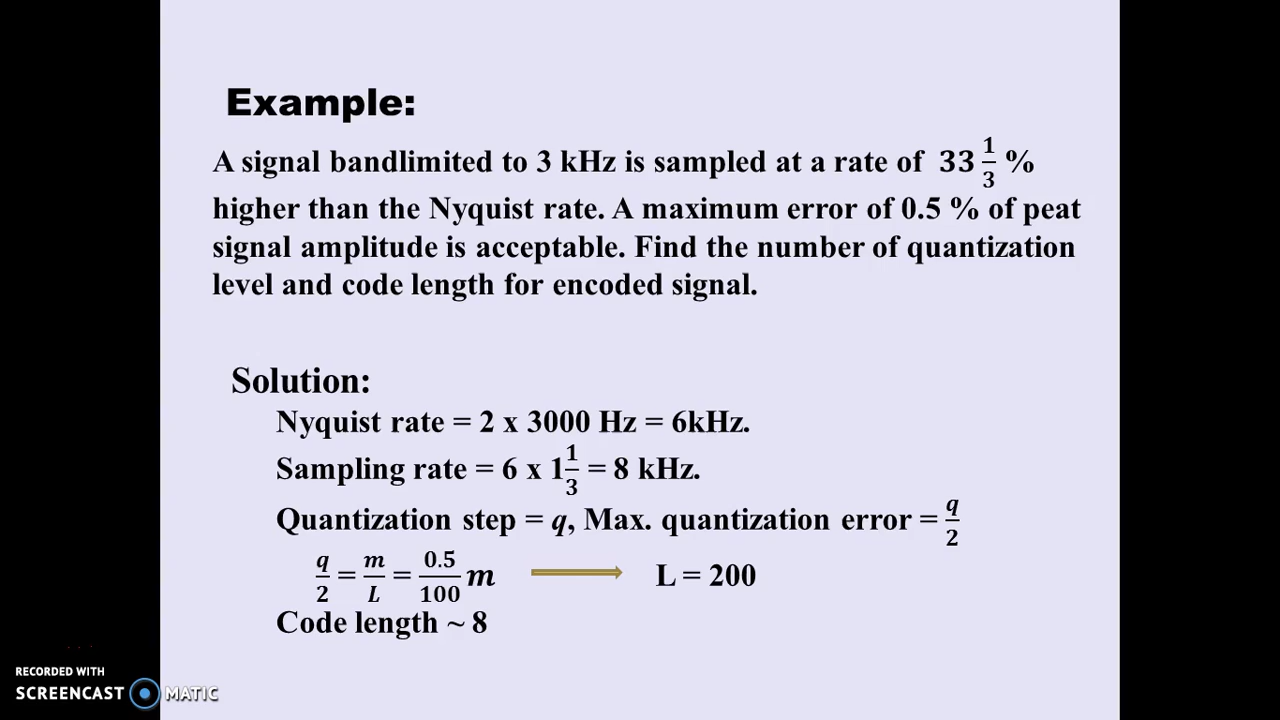 Example:
A signal bandlimited to 3 kHz is sampled at a rate of 33 1/3 %
higher than the Nyquist rate. A maximum error of 0.5 % of peat
signal amplitude is acceptable. Find the number of quantization
level and code length for encoded signal.
Solution:
Nyquist rate = 2 x 3000 Hz = 6kHz.
Sampling rate = 6 x 1 1/3 = 8 kHz.
Quantization step = q, Max. quantization error = q/2
q/2 = m/L = 0.5/100 m L = 200
Code length ~ 8
RECORDED WITH
SCREENCAST MATIC